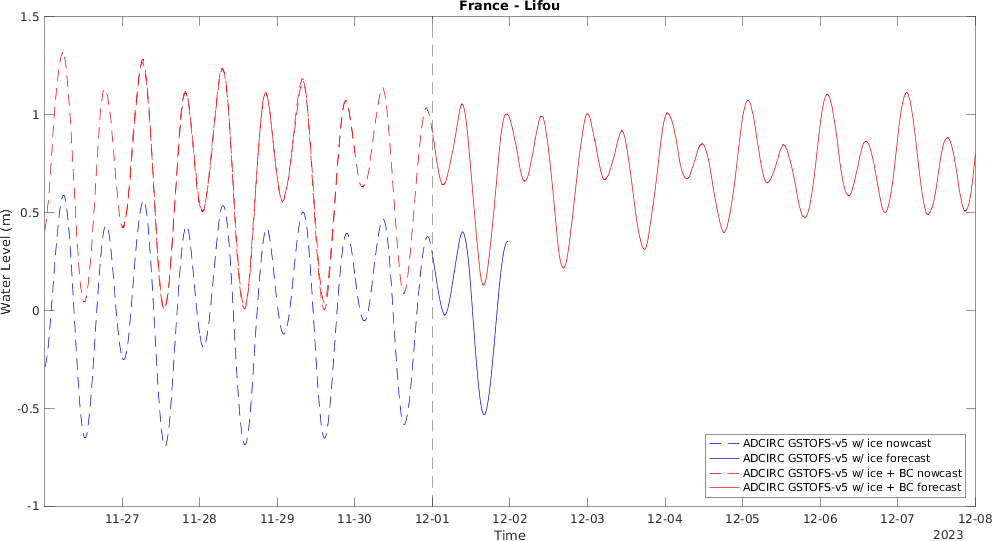 France - Lifou
1.5
1
0.5
0
-0.5
-1
Water Level (m)
11-27
11-28
11-29
11-30
12-01
12-02
12-03
12-04
12-05
12-06
12-07
12-08
Time
2023
ADCIRC GSTOFS-v5 w/ ice nowcast
ADCIRC GSTOFS-v5 w/ ice forecast
ADCIRC GSTOFS-v5 w/ ice + BC nowcast
ADCIRC GSTOFS-v5 w/ ice + BC forecast